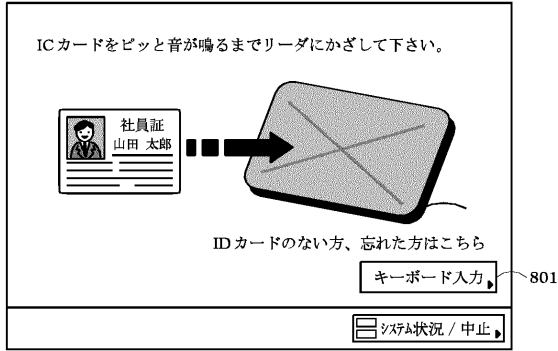 ICカードをピッと音が鳴るまでリーダにかざして下さい。
社員証
山田 太郎
IDカードのない方、忘れた方はこちら
キーボード入力
801
システム状況 / 中止